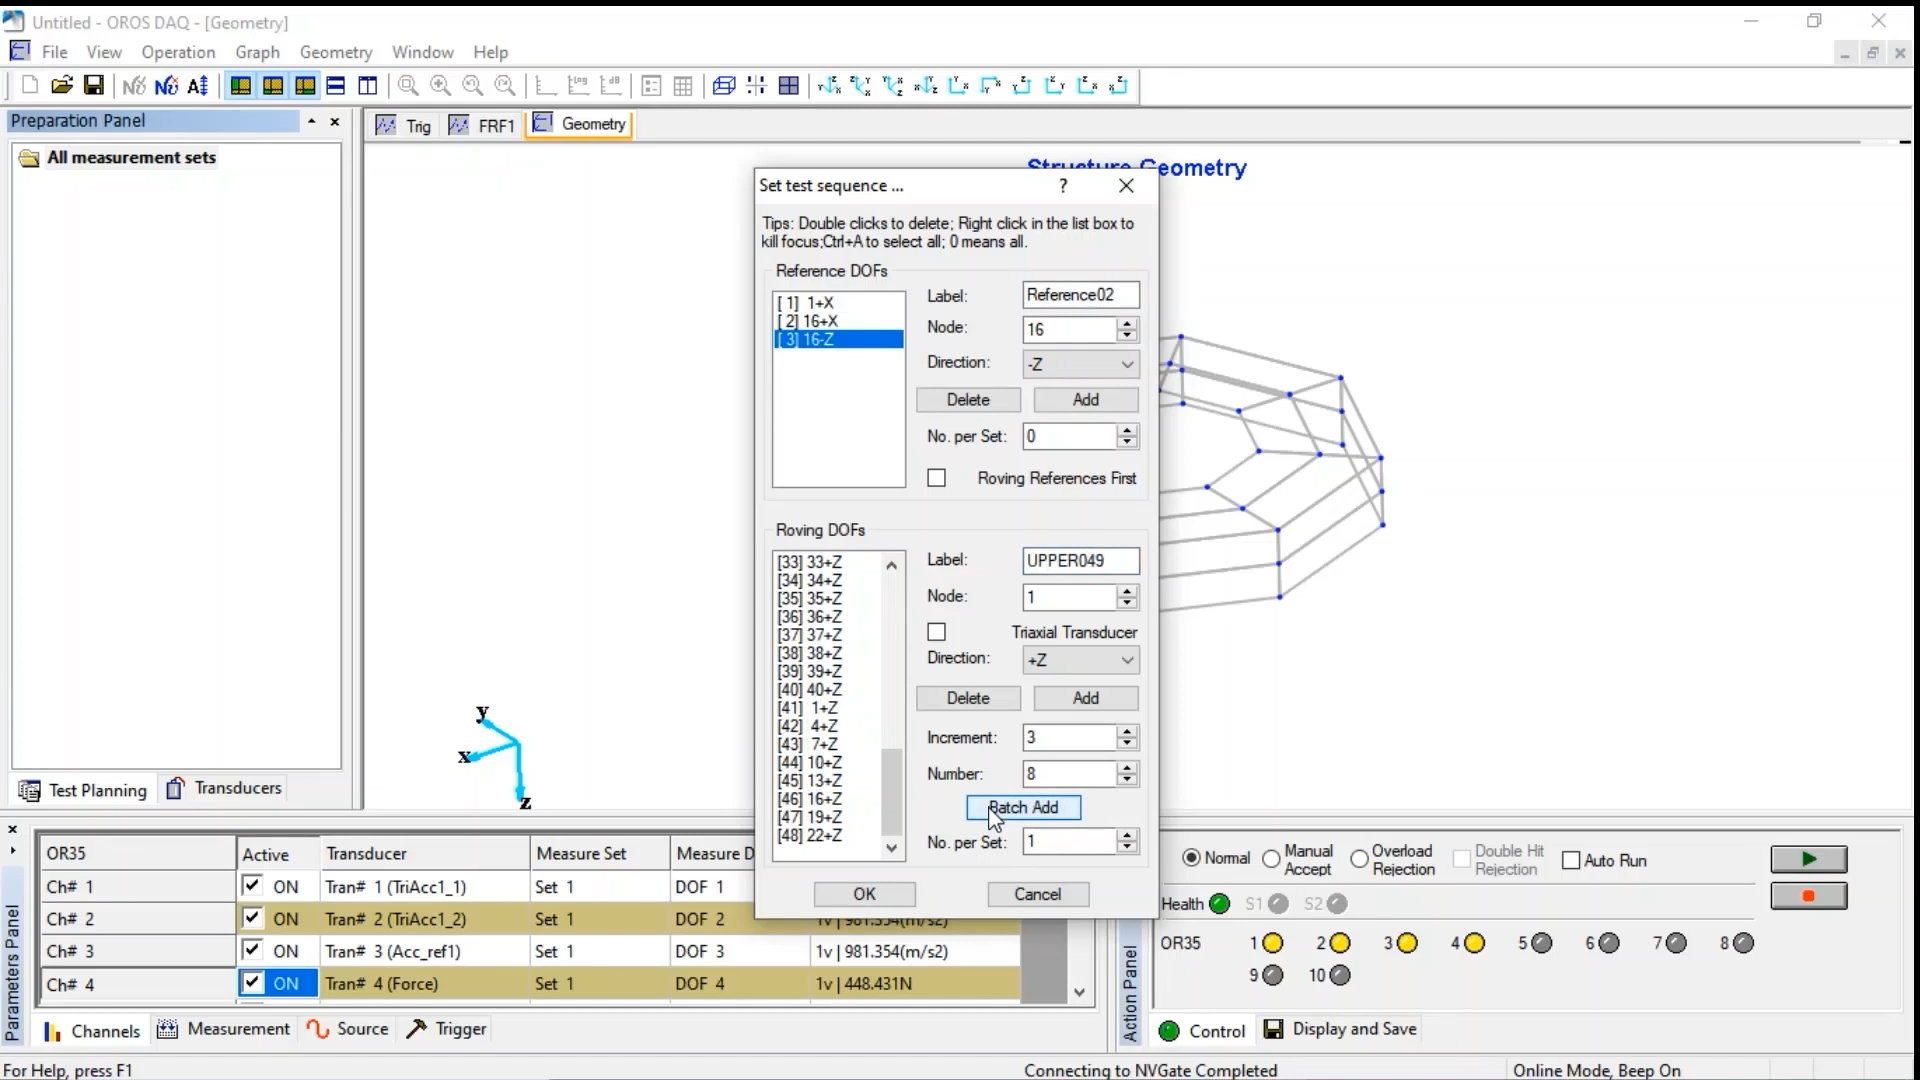 Untitled - OROS DAQ - [Geometry]
File View Operation Graph Geometry Window Help
Preparation Panel
Trig FRF1 Geometry
All measurement sets
Structure Geometry
Set test sequence ...
?
Tips: Double clicks to delete; Right click in the list box to
kill focus;Ctrl+A to select all; 0 means all.
Reference DOFs
[ 1] 1+X
[ 2] 16+X
[ 3] 16-Z
Label: Reference02
Node: 16
Direction: -Z
Delete Add
No. per Set: 0
Roving References First
Roving DOFs
[33] 33+Z
[34] 34+Z
[35] 35+Z
[36] 36+Z
[37] 37+Z
[38] 38+Z
[39] 39+Z
[40] 40+Z
[41] 1+Z
[42] 4+Z
[43] 7+Z
[44] 10+Z
[45] 13+Z
[46] 16+Z
[47] 19+Z
[48] 22+Z
Label: UPPER049
Node: 1
Triaxial Transducer
Direction: +Z
Delete Add
Increment: 3
Number: 8
Batch Add
No. per Set: 1
OK Cancel
y
x
z
Test Planning Transducers
Parameters Panel
OR35 Active Transducer Measure Set Measure D
Ch# 1 ON Tran# 1 (TriAcc1_1) Set 1 DOF 1
Ch# 2 ON Tran# 2 (TriAcc1_2) Set 1 DOF 2 1v | 981.354(m/s2)
Ch# 3 ON Tran# 3 (Acc_ref1) Set 1 DOF 3 1v | 981.354(m/s2)
Ch# 4 ON Tran# 4 (Force) Set 1 DOF 4 1v | 448.431N
Channels Measurement Source Trigger
Action Panel
Normal Manual Accept Overload Rejection Double Hit Rejection Auto Run
Health S1 S2
OR35 1 2 3 4 5 6 7 8
9 10
Control Display and Save
For Help, press F1 Connecting to NVGate Completed Online Mode, Beep On